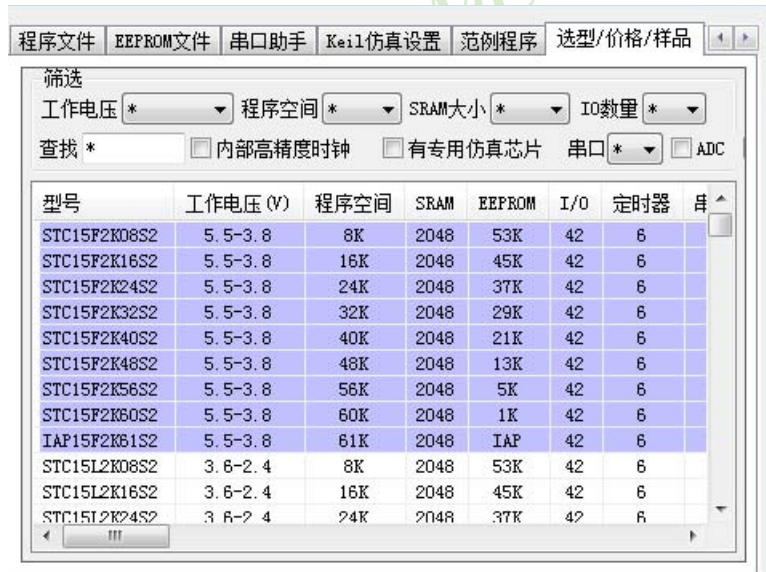 程序文件 EEPROM文件 串口助手 Keil仿真设置 范例程序 选型/价格/样品
筛选
工作电压 * 程序空间 * SRAM大小 * IO数量 *
查找 * 内部高精度时钟 有专用仿真芯片 串口 * ADC
型号 工作电压(V) 程序空间 SRAM EEPROM I/O 定时器
STC15F2K08S2 5.5-3.8 8K 2048 53K 42 6
STC15F2K16S2 5.5-3.8 16K 2048 45K 42 6
STC15F2K24S2 5.5-3.8 24K 2048 37K 42 6
STC15F2K32S2 5.5-3.8 32K 2048 29K 42 6
STC15F2K40S2 5.5-3.8 40K 2048 21K 42 6
STC15F2K48S2 5.5-3.8 48K 2048 13K 42 6
STC15F2K56S2 5.5-3.8 56K 2048 5K 42 6
STC15F2K60S2 5.5-3.8 60K 2048 1K 42 6
IAP15F2K61S2 5.5-3.8 61K 2048 IAP 42 6
STC15L2K08S2 3.6-2.4 8K 2048 53K 42 6
STC15L2K16S2 3.6-2.4 16K 2048 45K 42 6
STC15L2K24S2 3.6-2.4 24K 2048 37K 42 6